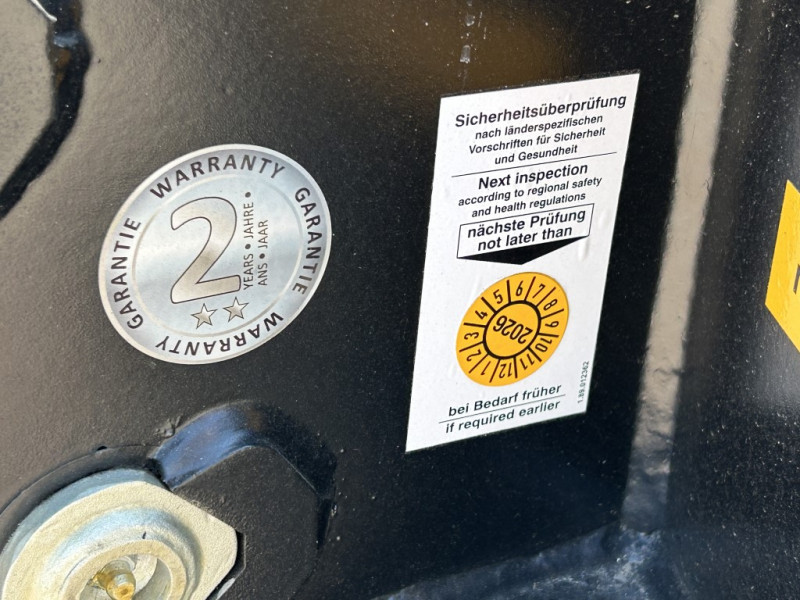 WARRANTY
GARANTIE
WARRANTY
GARANTIE
2
YEARS • JAHRE •
ANS • JAAR
Sicherheitsüberprüfung
nach länderspezifischen
Vorschriften für Sicherheit
und Gesundheit
Next inspection
according to regional safety
and health regulations
nächste Prüfung
not later than
1 2 3 4 5 6 7 8 9 10 11 12
2026
bei Bedarf früher
if required earlier
1.89.012362